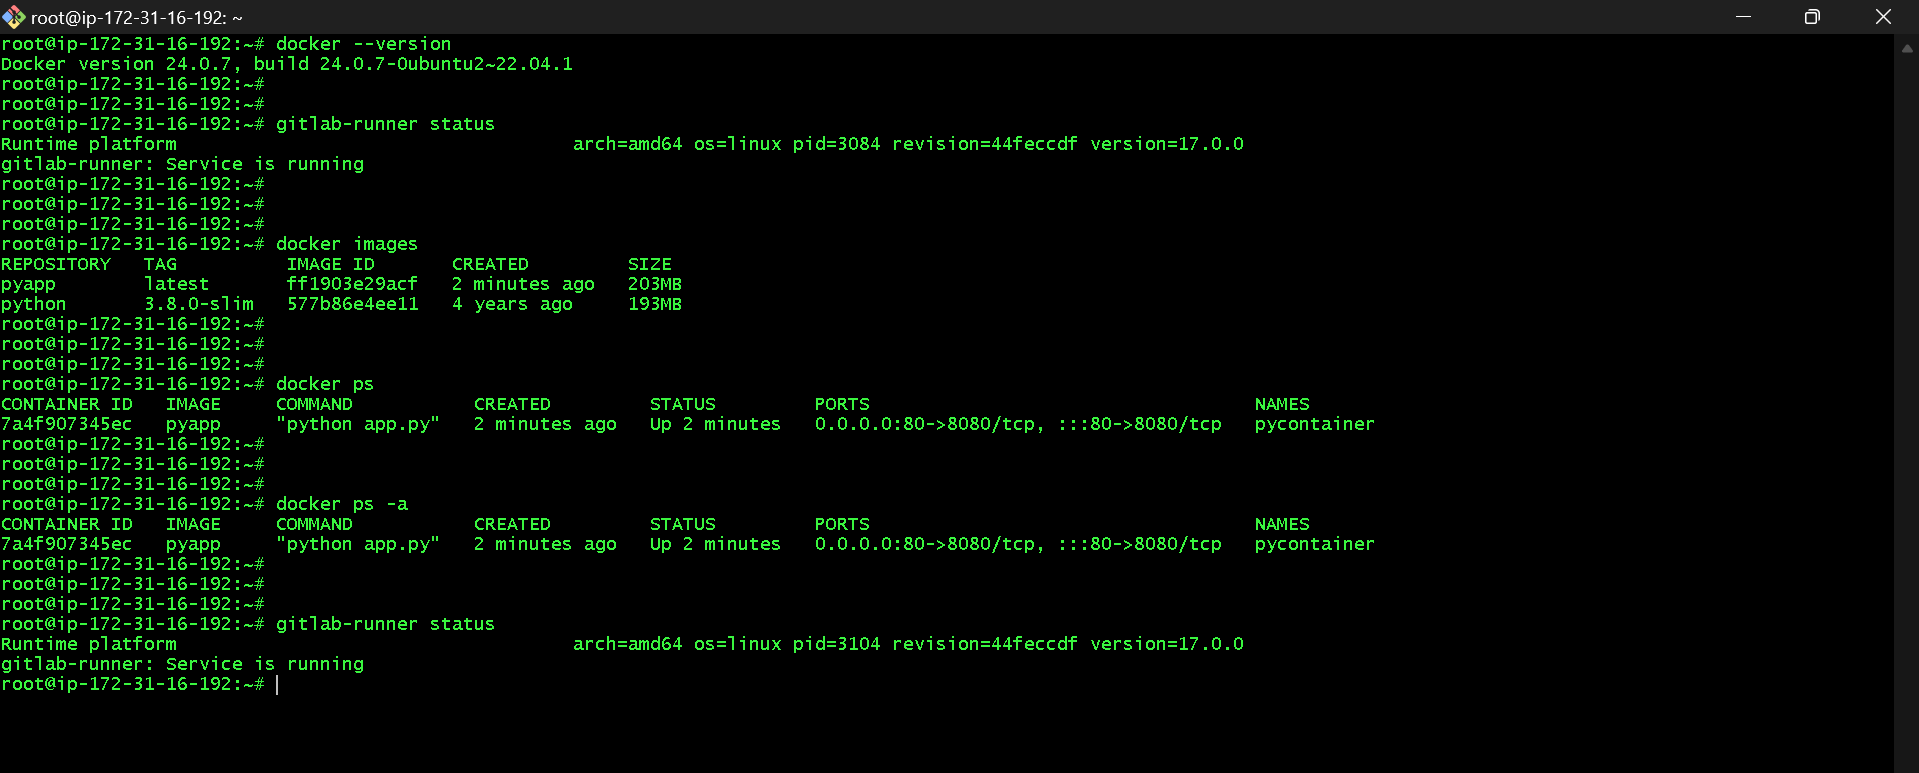 root@ip-172-31-16-192: ~
root@ip-172-31-16-192:~# docker --version
Docker version 24.0.7, build 24.0.7-0ubuntu2~22.04.1
root@ip-172-31-16-192:~#
root@ip-172-31-16-192:~#
root@ip-172-31-16-192:~# gitlab-runner status
Runtime platform                                    arch=amd64 os=linux pid=3084 revision=44feccdf version=17.0.0
gitlab-runner: Service is running
root@ip-172-31-16-192:~#
root@ip-172-31-16-192:~#
root@ip-172-31-16-192:~#
root@ip-172-31-16-192:~# docker images
REPOSITORY   TAG          IMAGE ID       CREATED         SIZE
pyapp        latest       ff1903e29acf   2 minutes ago   203MB
python       3.8.0-slim   577b86e4ee11   4 years ago     193MB
root@ip-172-31-16-192:~#
root@ip-172-31-16-192:~#
root@ip-172-31-16-192:~#
root@ip-172-31-16-192:~# docker ps
CONTAINER ID   IMAGE     COMMAND           CREATED         STATUS         PORTS                                   NAMES
7a4f907345ec   pyapp     "python app.py"   2 minutes ago   Up 2 minutes   0.0.0.0:80->8080/tcp, :::80->8080/tcp   pycontainer
root@ip-172-31-16-192:~#
root@ip-172-31-16-192:~#
root@ip-172-31-16-192:~#
root@ip-172-31-16-192:~# docker ps -a
CONTAINER ID   IMAGE     COMMAND           CREATED         STATUS         PORTS                                   NAMES
7a4f907345ec   pyapp     "python app.py"   2 minutes ago   Up 2 minutes   0.0.0.0:80->8080/tcp, :::80->8080/tcp   pycontainer
root@ip-172-31-16-192:~#
root@ip-172-31-16-192:~#
root@ip-172-31-16-192:~#
root@ip-172-31-16-192:~# gitlab-runner status
Runtime platform                                    arch=amd64 os=linux pid=3104 revision=44feccdf version=17.0.0
gitlab-runner: Service is running
root@ip-172-31-16-192:~#